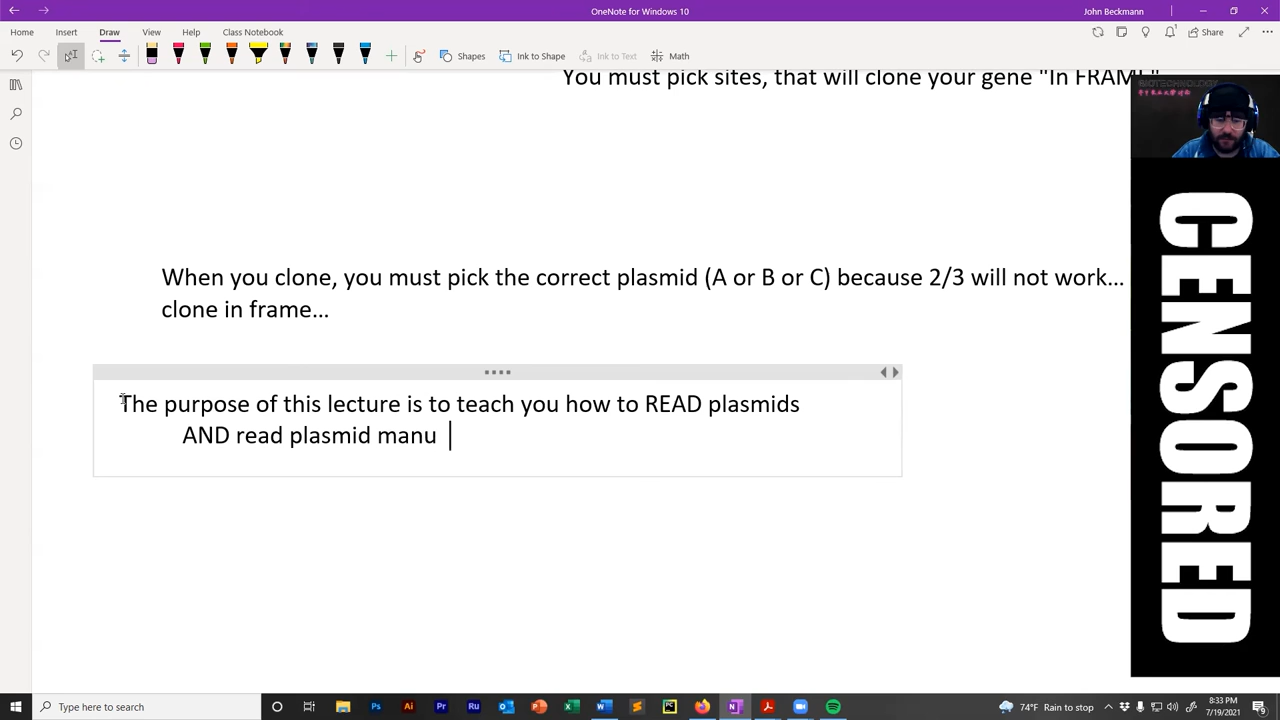 OneNote for Windows 10
John Beckmann
Home
Insert
Draw
View
Help
Class Notebook
Shapes
Ink to Shape
Ink to Text
Math
Share
You must pick sites, that will clone your gene "In FRAME"
BIOTECHNOLOGY
CENSORED
When you clone, you must pick the correct plasmid (A or B or C) because 2/3 will not work...
clone in frame...
The purpose of this lecture is to teach you how to READ plasmids
AND read plasmid manu
Type here to search
74°F Rain to stop
8:33 PM
7/19/2021